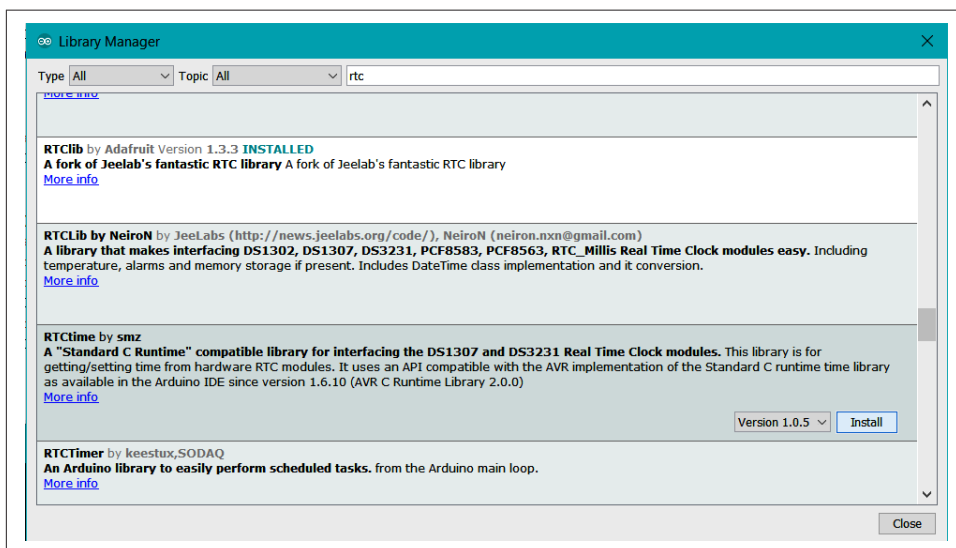 Library Manager
Type All Topic All rtc
More info
RTClib by Adafruit Version 1.3.3 INSTALLED
A fork of Jeelab's fantastic RTC library A fork of Jeelab's fantastic RTC library
More info
RTCLib by NeiroN by JeeLabs (http://news.jeelabs.org/code/), NeiroN (neiron.nxn@gmail.com)
A library that makes interfacing DS1302, DS1307, DS3231, PCF8583, PCF8563, RTC_Millis Real Time Clock modules easy. Including
temperature, alarms and memory storage if present. Includes DateTime class implementation and it conversion.
More info
RTCtime by smz
A "Standard C Runtime" compatible library for interfacing the DS1307 and DS3231 Real Time Clock modules. This library is for
getting/setting time from hardware RTC modules. It uses an API compatible with the AVR implementation of the Standard C runtime time library
as available in the Arduino IDE since version 1.6.10 (AVR C Runtime Library 2.0.0)
More info
Version 1.0.5 Install
RTCTimer by keestux,SODAQ
An Arduino library to easily perform scheduled tasks. from the Arduino main loop.
More info
Close